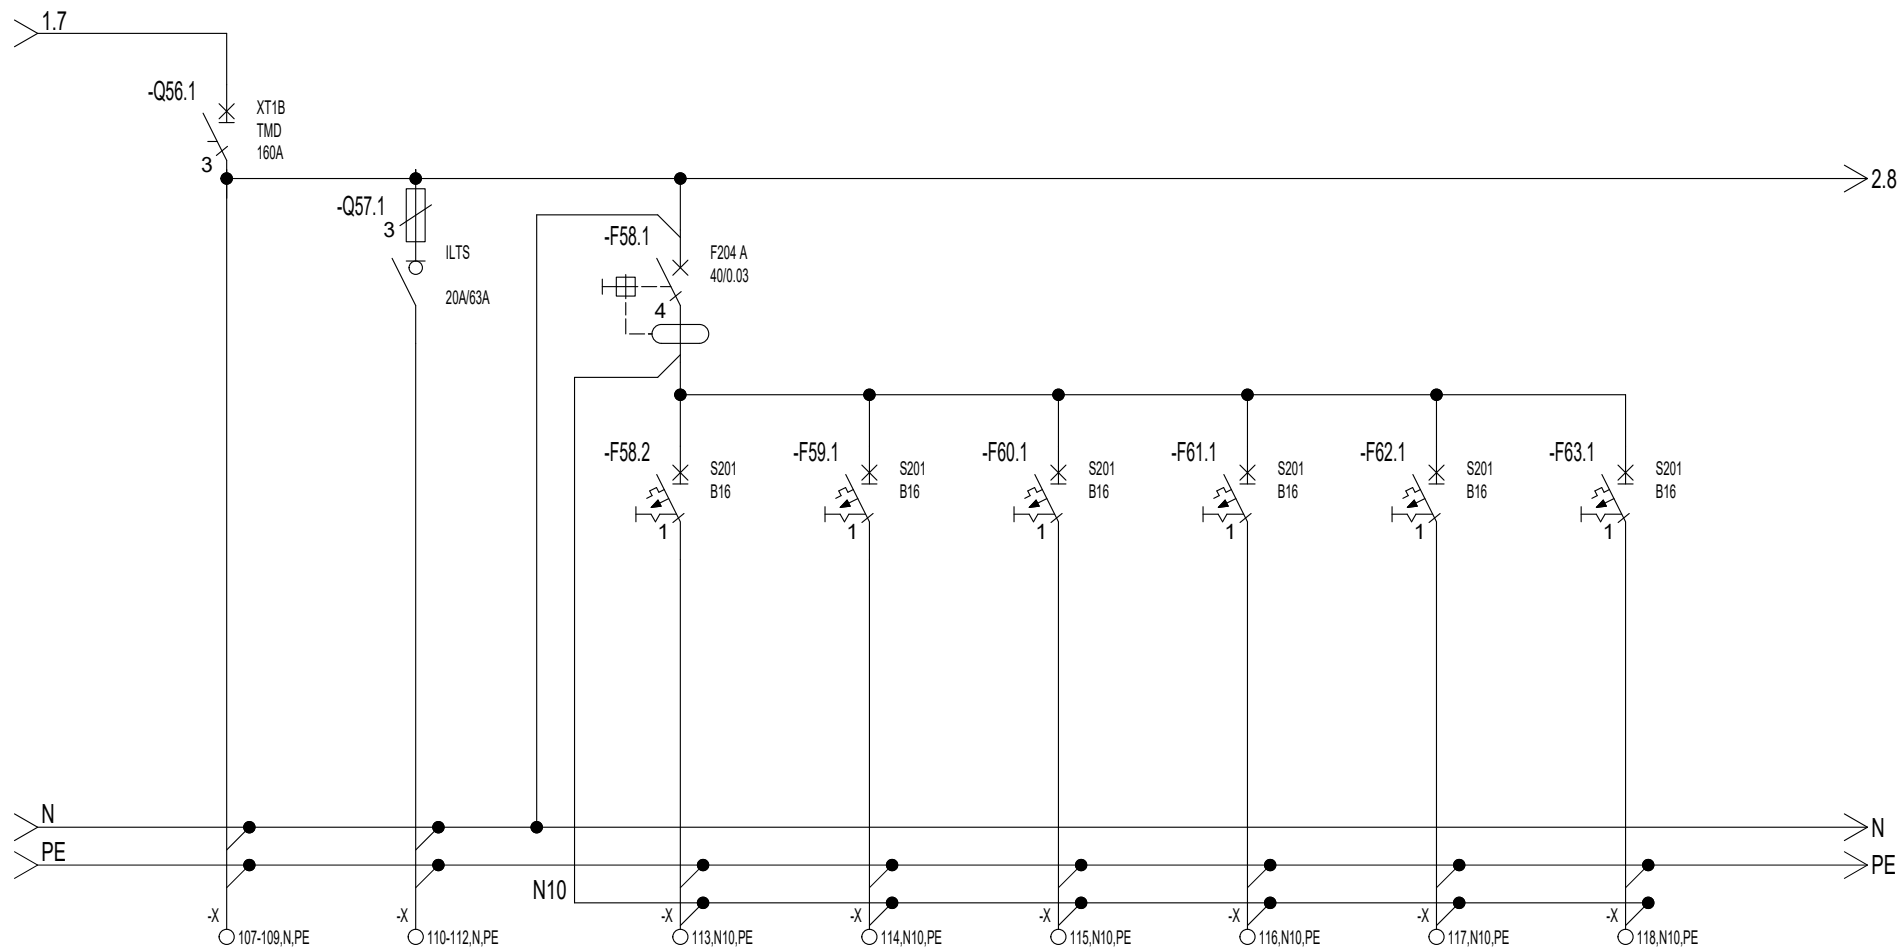 1.7
-Q56.1
XT1B
TMD
160A
3
2.8
-Q57.1
3
ILTS
20A/63A
-F58.1
F204 A
40/0.03
4
-F58.2
S201
B16
1
-F59.1
S201
B16
1
-F60.1
S201
B16
1
-F61.1
S201
B16
1
-F62.1
S201
B16
1
-F63.1
S201
B16
1
N
N
PE
PE
N10
-X
107-109,N,PE
-X
110-112,N,PE
-X
113,N10,PE
-X
114,N10,PE
-X
115,N10,PE
-X
116,N10,PE
-X
117,N10,PE
-X
118,N10,PE